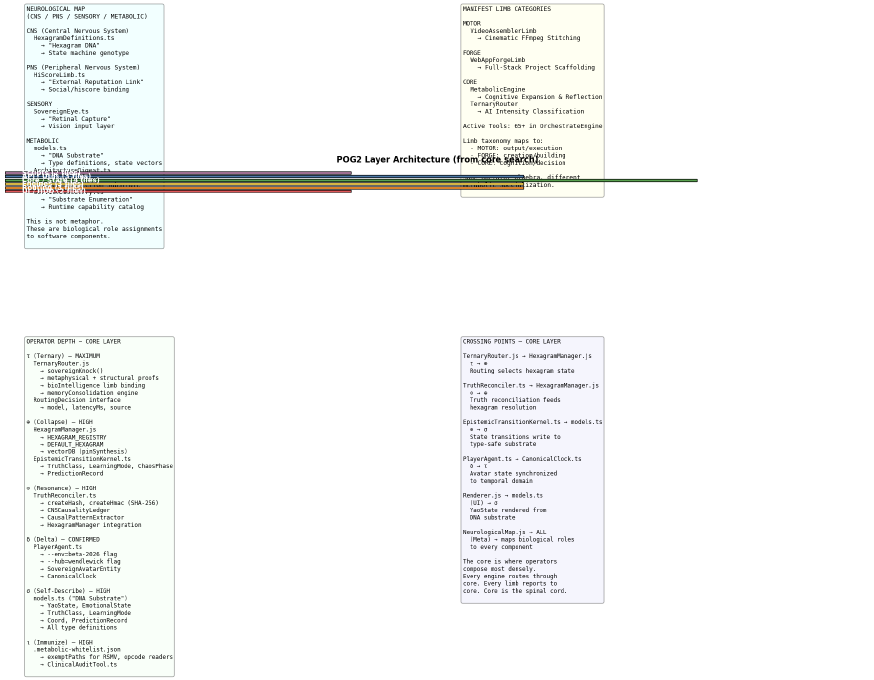 NEUROLOGICAL MAP
(CNS / PNS / SENSORY / METABOLIC)
CNS (Central Nervous System)
HexagramDefinitions.ts
→ "Hexagram DNA"
→ State machine genotype
PNS (Peripheral Nervous System)
HiScoreLimb.ts
→ "External Reputation Link"
→ Social/hiscore binding
SENSORY
SovereignEye.ts
→ "Retinal Capture"
→ Vision input layer
METABOLIC
models.ts
→ "DNA Substrate"
→ Type definitions, state vectors
→ "Substrate Enumeration"
→ Runtime capability catalog
This is not metaphor.
These are biological role assignments
to software components.
MANIFEST LIMB CATEGORIES
MOTOR
VideoAssemblerLimb
→ Cinematic FFmpeg Stitching
FORGE
WebAppForgeLimb
→ Full-Stack Project Scaffolding
CORE
MetabolicEngine
→ Cognitive Expansion & Reflection
TernaryRouter
→ AI Intensity Classification
Active Tools: 65+ in OrchestrateEngine
Limb taxonomy maps to:
- MOTOR: output/execution
POG2 Layer Architecture (from core search)
OPERATOR DEPTH — CORE LAYER
τ (Ternary) — MAXIMUM
TernaryRouter.js
→ sovereignKnock()
→ metaphysical + structural proofs
→ bioIntelligence limb binding
→ memoryConsolidation engine
RoutingDecision interface
→ model, latencyMs, source
⊕ (Collapse) — HIGH
HexagramManager.js
→ HEXAGRAM_REGISTRY
→ DEFAULT_HEXAGRAM
→ vectorDB (pinSynthesis)
EpistemicTransitionKernel.ts
→ TruthClass, LearningMode, ChaosPhase
→ PredictionRecord
(Resonance) — HIGH
TruthReconciler.ts
→ createHash, createHmac (SHA-256)
→ CNSCausalityLedger
→ CausalPatternExtractor
→ HexagramManager integration
δ (Delta) — CONFIRMED
PlayerAgent.ts
→ --env=beta-2026 flag
→ --hub=wendlewick flag
→ SovereignAvatarEntity
→ CanonicalClock
σ (Self-Describe) — HIGH
models.ts ("DNA Substrate")
→ YaoState, EmotionalState
→ TruthClass, LearningMode
→ Coord, PredictionRecord
→ All type definitions
ι (Immunize) — HIGH
.metabolic-whitelist.json
→ exemptPaths for RSMV, opcode readers
→ ClinicalAuditTool.ts
CROSSING POINTS — CORE LAYER
TernaryRouter.js → HexagramManager.js
τ → ⊕
Routing selects hexagram state
TruthReconciler.ts → HexagramManager.js
→ ⊕
Truth reconciliation feeds
hexagram resolution
EpistemicTransitionKernel.ts → models.ts
⊕ → σ
State transitions write to
type-safe substrate
PlayerAgent.ts → CanonicalClock.ts
δ → τ
Avatar state synchronized
to temporal domain
Renderer.js → models.ts
(UI) → σ
YaoState rendered from
DNA substrate
NeurologicalMap.js → ALL
(Meta) → maps biological roles
to every component
The core is where operators
compose most densely.
Every engine routes through
core. Every limb reports to
core. Core is the spinal cord.